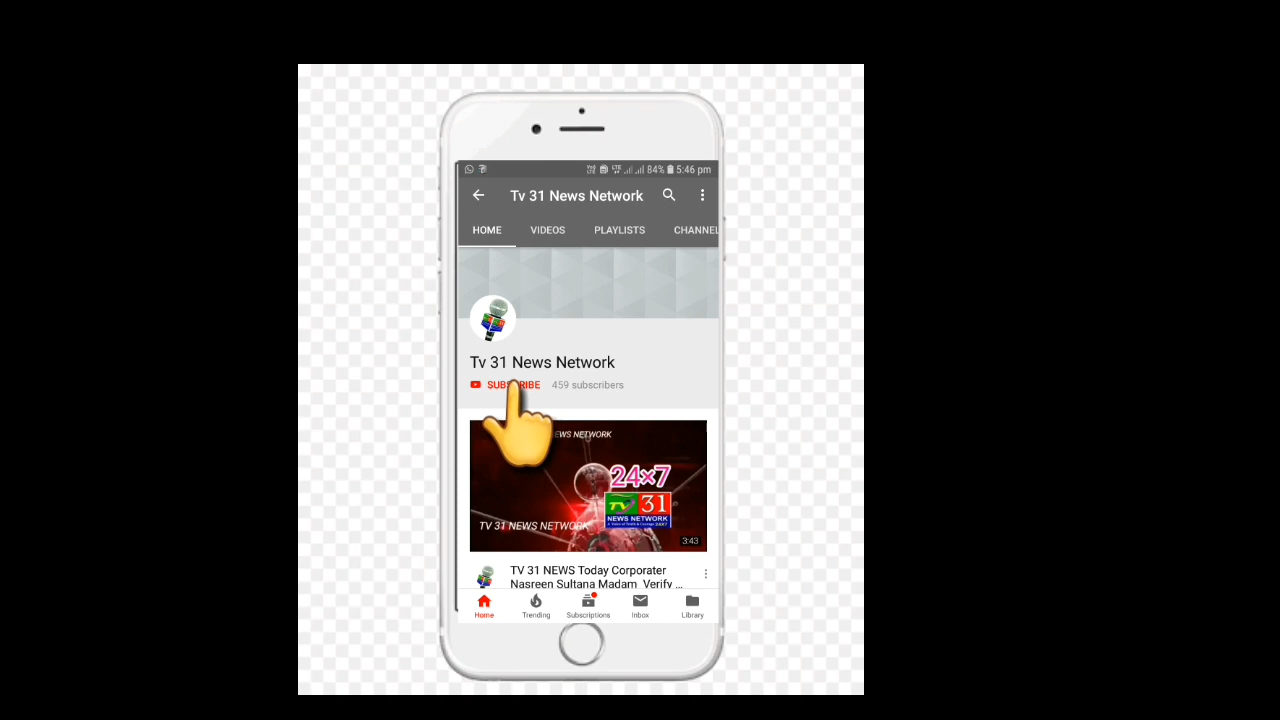 84% 5:46 pm
Tv 31 News Network
HOME VIDEOS PLAYLISTS CHANNEL
Tv 31 News Network
SUBSCRIBE 459 subscribers
EWS NETWORK
24×7
TV 31
NEWS NETWORK
TV 31 NEWS NETWORK
3:43
TV 31 NEWS Today Corporater
Nasreen Sultana Madam Verify ...
Home Trending Subscriptions Inbox Library